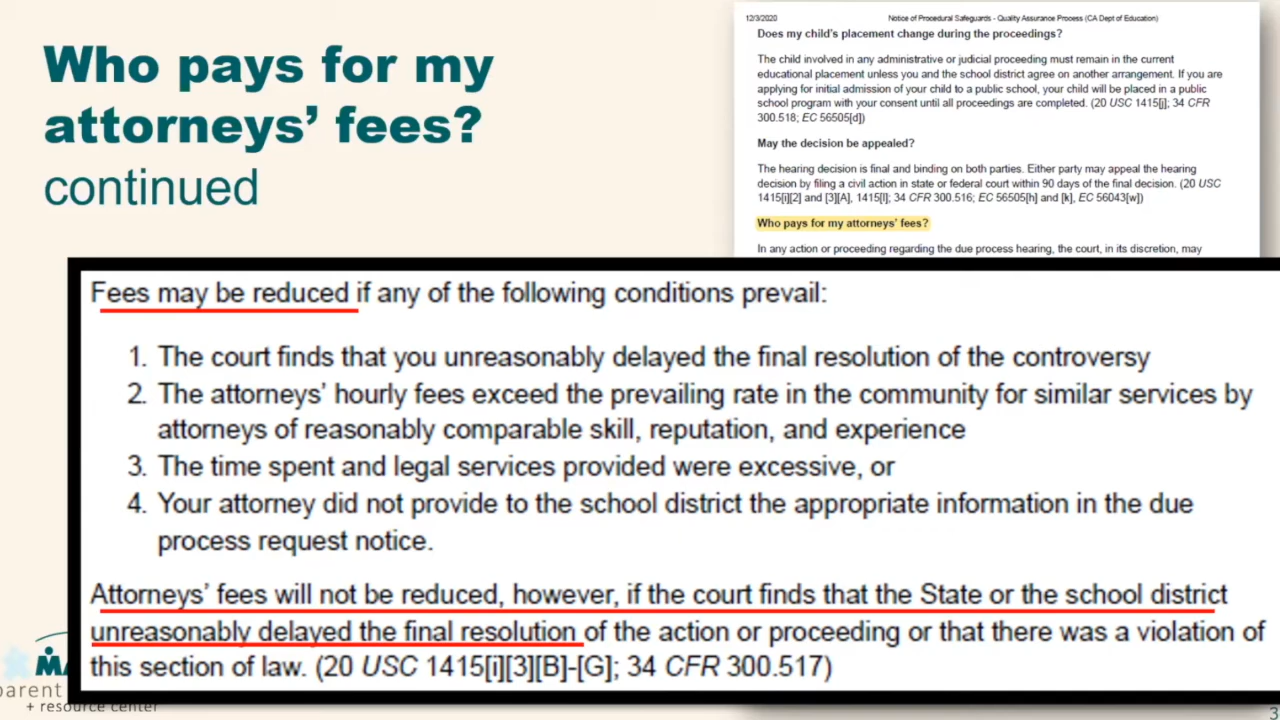 Who pays for my
attorneys’ fees?
continued
12/3/2020 Notice of Procedural Safeguards - Quality Assurance Process (CA Dept of Education)
Does my child's placement change during the proceedings?
The child involved in any administrative or judicial proceeding must remain in the current
educational placement unless you and the school district agree on another arrangement. If you are
applying for initial admission of your child to a public school, your child will be placed in a public
school program with your consent until all proceedings are completed. (20 USC 1415[j]; 34 CFR
300.518; EC 56505[d])
May the decision be appealed?
The hearing decision is final and binding on both parties. Either party may appeal the hearing
decision by filing a civil action in state or federal court within 90 days of the final decision. (20 USC
1415[i][2] and [3][A], 1415[l]; 34 CFR 300.516; EC 56505[h] and [k], EC 56043[w])
Who pays for my attorneys' fees?
In any action or proceeding regarding the due process hearing, the court, in its discretion, may
Fees may be reduced if any of the following conditions prevail:
1. The court finds that you unreasonably delayed the final resolution of the controversy
2. The attorneys' hourly fees exceed the prevailing rate in the community for similar services by
attorneys of reasonably comparable skill, reputation, and experience
3. The time spent and legal services provided were excessive, or
4. Your attorney did not provide to the school district the appropriate information in the due
process request notice.
Attorneys' fees will not be reduced, however, if the court finds that the State or the school district
unreasonably delayed the final resolution of the action or proceeding or that there was a violation of
this section of law. (20 USC 1415[i][3][B]-[G]; 34 CFR 300.517)
parent
+ resource center
3